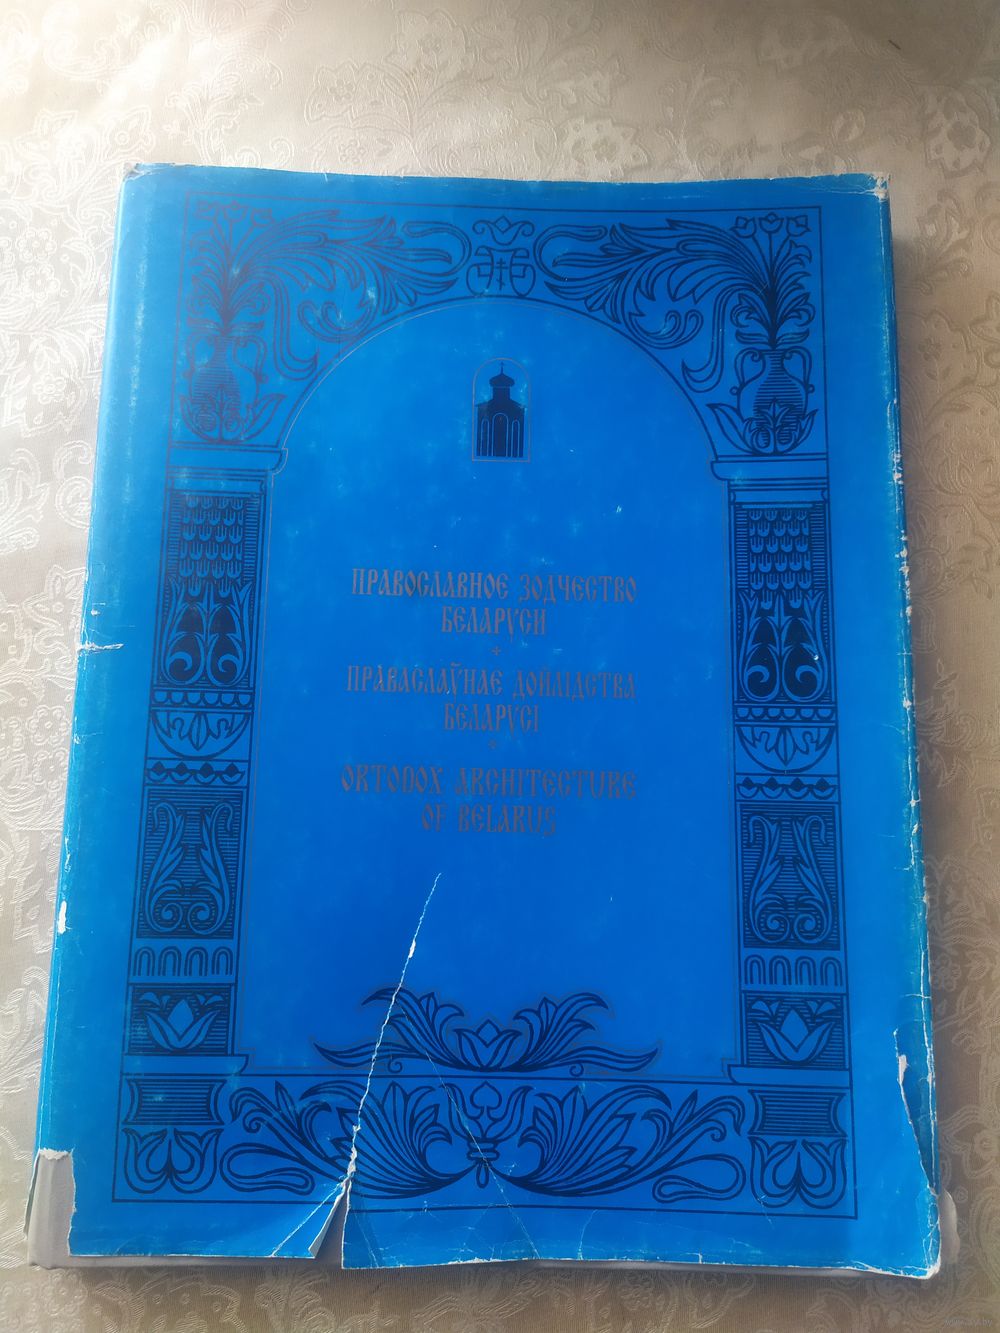 ПРАВОСЛАВНОЕ ЗОДЧЕСТВО
БЕЛАРУСИ
ПРАВАСЛАЎНАЕ ДОЙЛІДСТВА
БЕЛАРУСІ
ORTODOX ARCHITECTURE
OF BELARUS